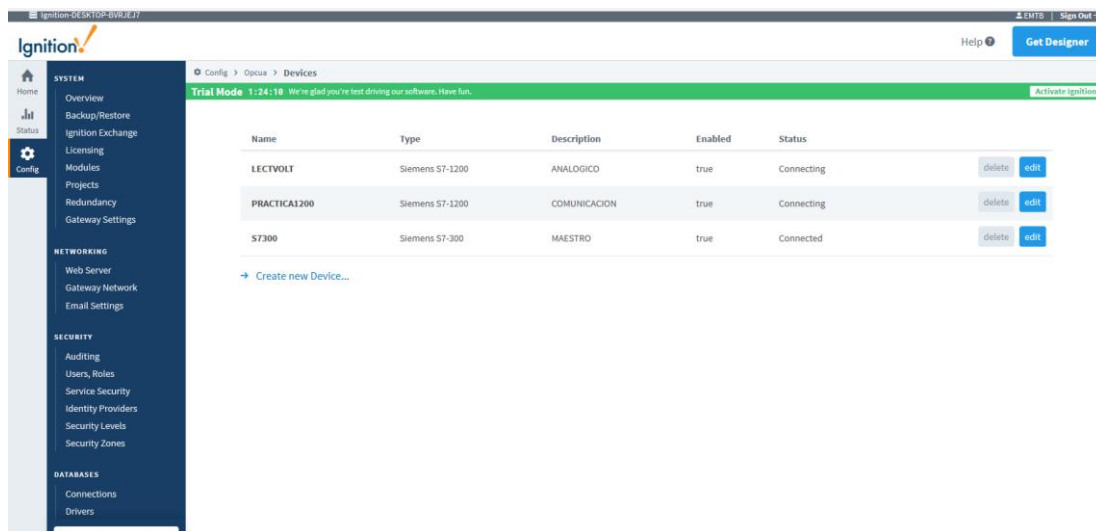 Ignition-DESKTOP-BVRJEJ7
EMTB | Sign Out
Ignition!
Help
Get Designer
Home
Status
Config
SYSTEM
Overview
Backup/Restore
Ignition Exchange
Licensing
Modules
Projects
Redundancy
Gateway Settings
NETWORKING
Web Server
Gateway Network
Email Settings
SECURITY
Auditing
Users, Roles
Service Security
Identity Providers
Security Levels
Security Zones
DATABASES
Connections
Drivers
Config > Opcua > Devices
Trial Mode 1:24:18 We're glad you're test driving our software. Have fun. Activate Ignition
Name Type Description Enabled Status
LECTVOLT Siemens S7-1200 ANALOGICO true Connecting delete edit
PRACTICA1200 Siemens S7-1200 COMUNICACION true Connecting delete edit
S7300 Siemens S7-300 MAESTRO true Connected delete edit
→ Create new Device...